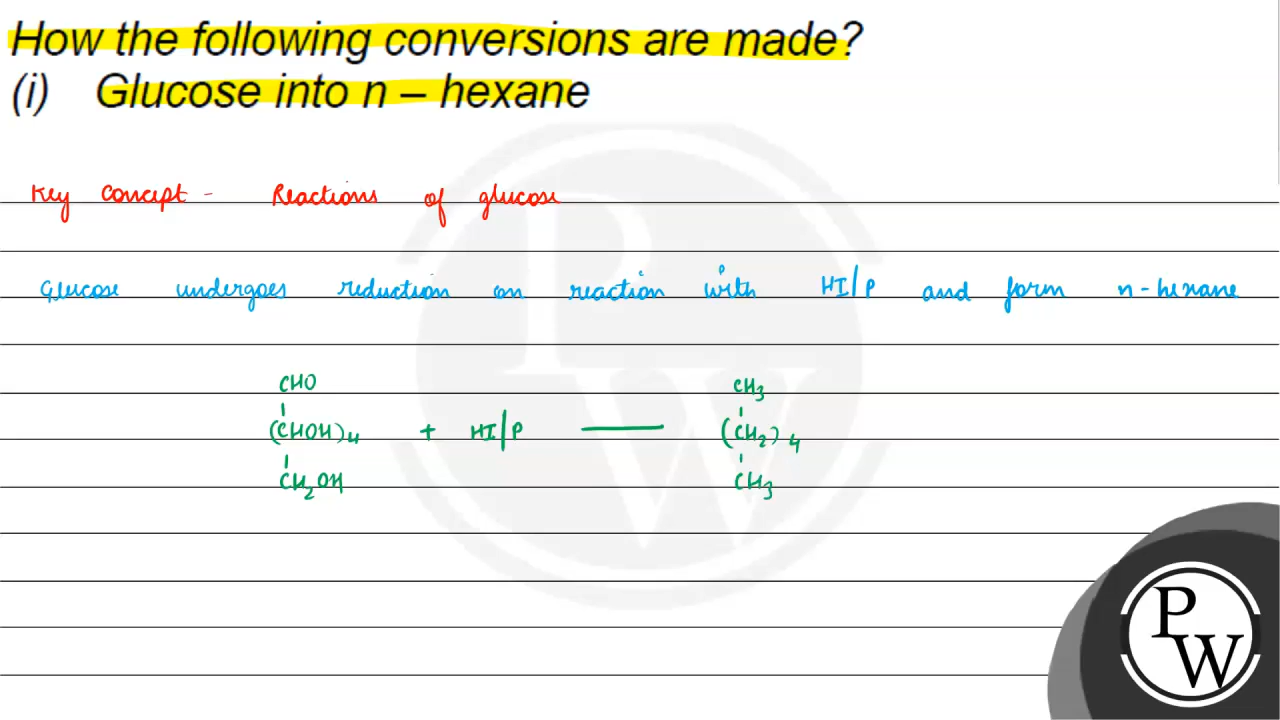 How the following conversions are made?
(i) Glucose into n – hexane
Key concept - Reactions of glucose
Glucose undergoes reduction on reaction with HI/P and form n-hexane
CHO CH₃
(CHOH)₄ + HI/P —— (CH₂)₄
CH₂OH CH₃
P
W
P
W